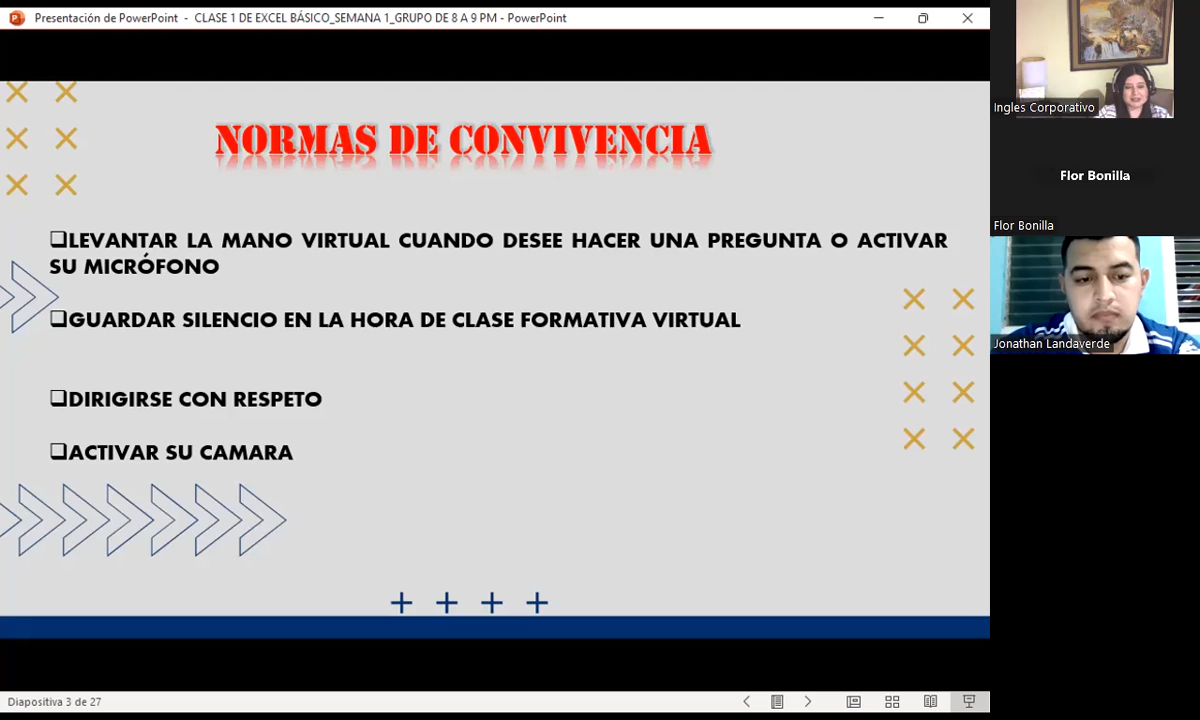 Presentación de PowerPoint - CLASE 1 DE EXCEL BÁSICO_SEMANA 1_GRUPO DE 8 A 9 PM - PowerPoint
NORMAS DE CONVIVENCIA
❑LEVANTAR LA MANO VIRTUAL CUANDO DESEE HACER UNA PREGUNTA O ACTIVAR
SU MICRÓFONO
❑GUARDAR SILENCIO EN LA HORA DE CLASE FORMATIVA VIRTUAL
❑DIRIGIRSE CON RESPETO
❑ACTIVAR SU CAMARA
Diapositiva 3 de 27
Ingles Corporativo
Flor Bonilla
Flor Bonilla
Jonathan Landaverde